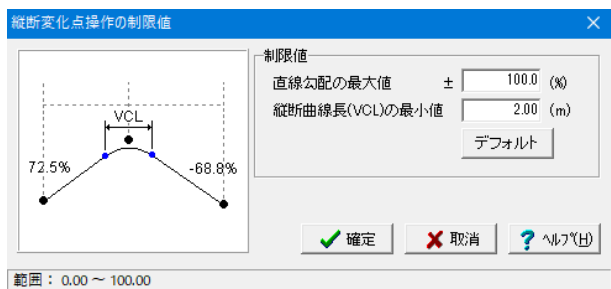 縦断変化点操作の制限値
制限値
直線勾配の最大値 ± 100.0 (%)
縦断曲線長(VCL)の最小値 2.00 (m)
デフォルト
VCL
72.5% -68.8%
確定 取消 ? ヘルプ(H)
範囲： 0.00 ～ 100.00